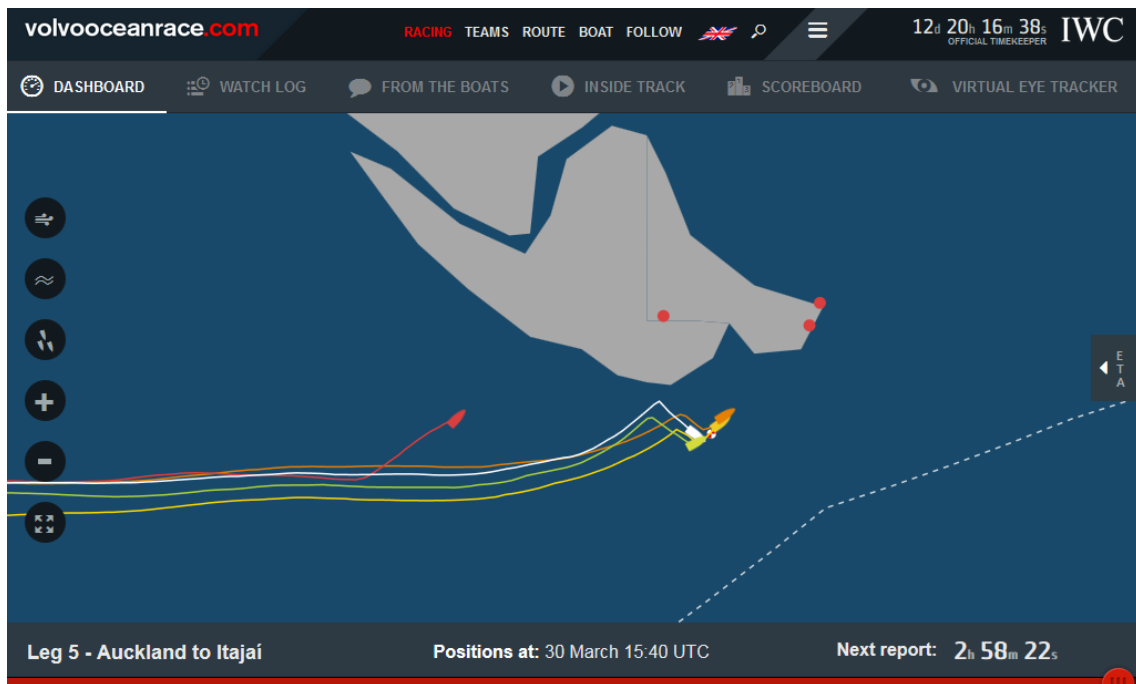 volvooceanrace.com
RACING TEAMS ROUTE BOAT FOLLOW
12d 20h 16m 38s
OFFICIAL TIMEKEEPER
IWC
DASHBOARD
WATCH LOG
FROM THE BOATS
INSIDE TRACK
SCOREBOARD
VIRTUAL EYE TRACKER
ETA
Leg 5 - Auckland to Itajaí
Positions at: 30 March 15:40 UTC
Next report: 2h 58m 22s